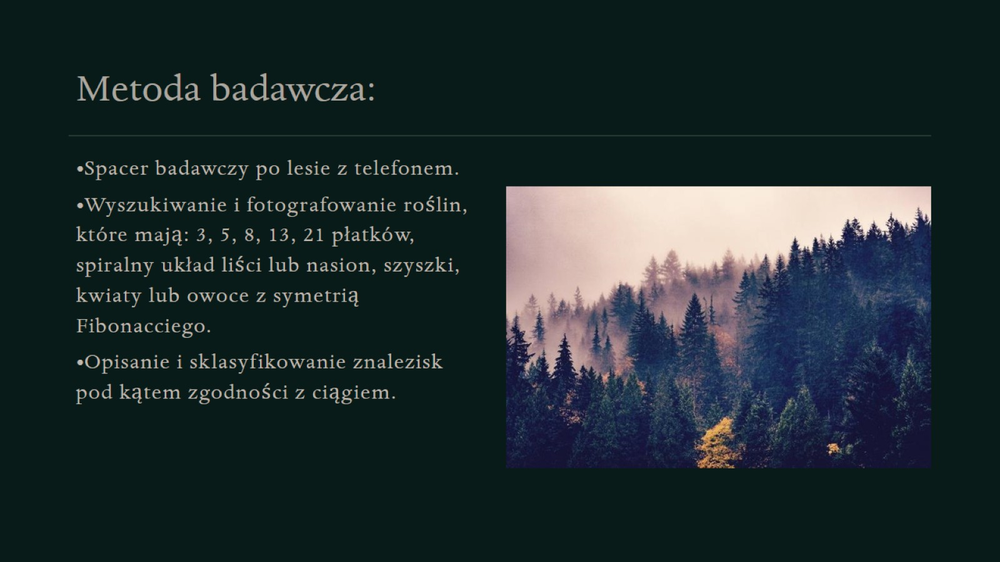 Metoda badawcza:
•Spacer badawczy po lesie z telefonem.
•Wyszukiwanie i fotografowanie roślin,
które mają: 3, 5, 8, 13, 21 płatków,
spiralny układ liści lub nasion, szyszki,
kwiaty lub owoce z symetrią
Fibonacciego.
•Opisanie i sklasyfikowanie znalezisk
pod kątem zgodności z ciągiem.